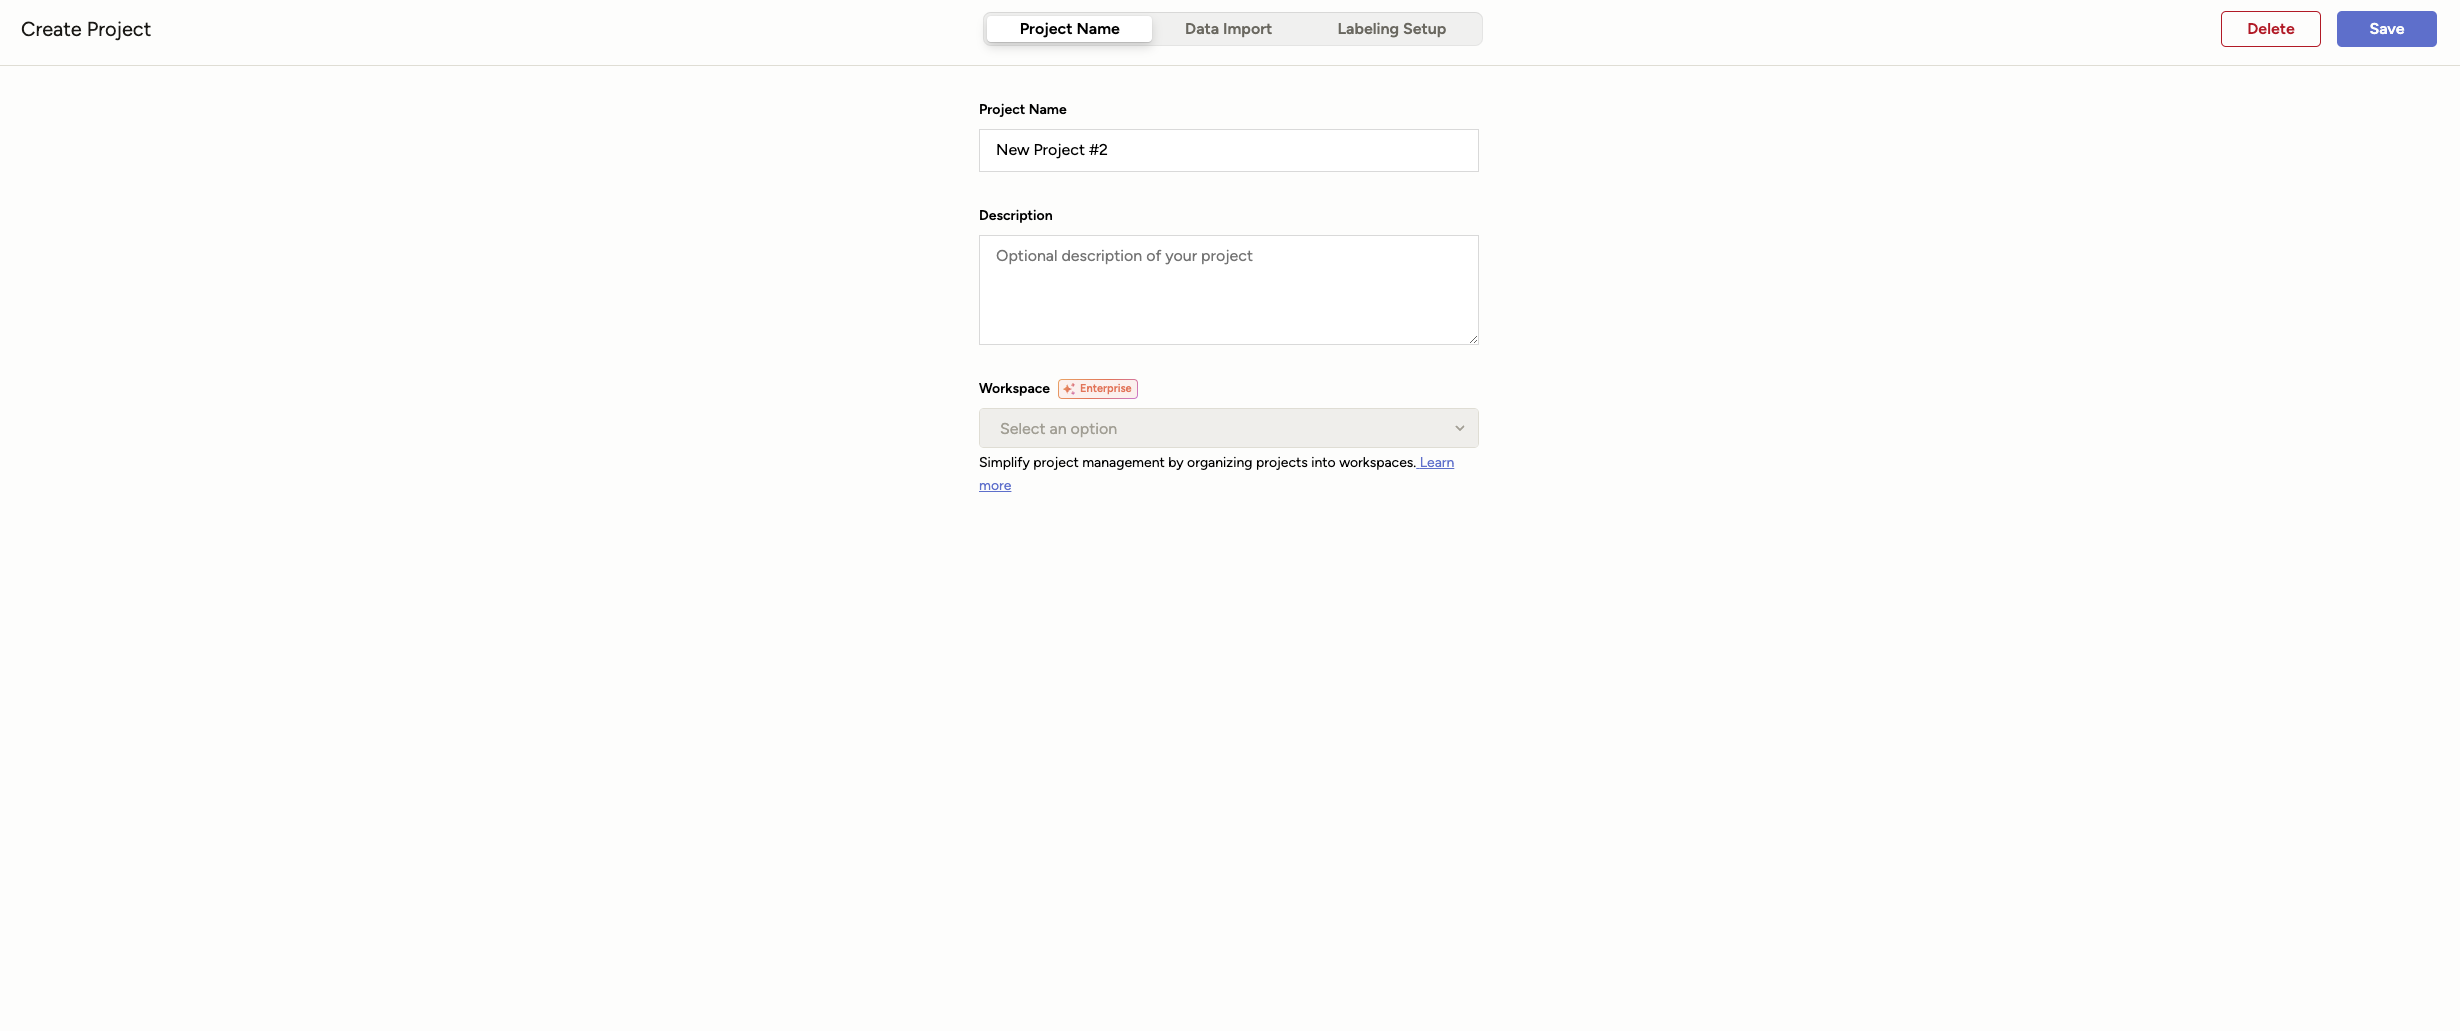 Create Project
Project Name
Data Import
Labeling Setup
Delete
Save
Project Name
New Project #2
Description
Optional description of your project
Workspace
Enterprise
Select an option
Simplify project management by organizing projects into workspaces. Learn
more